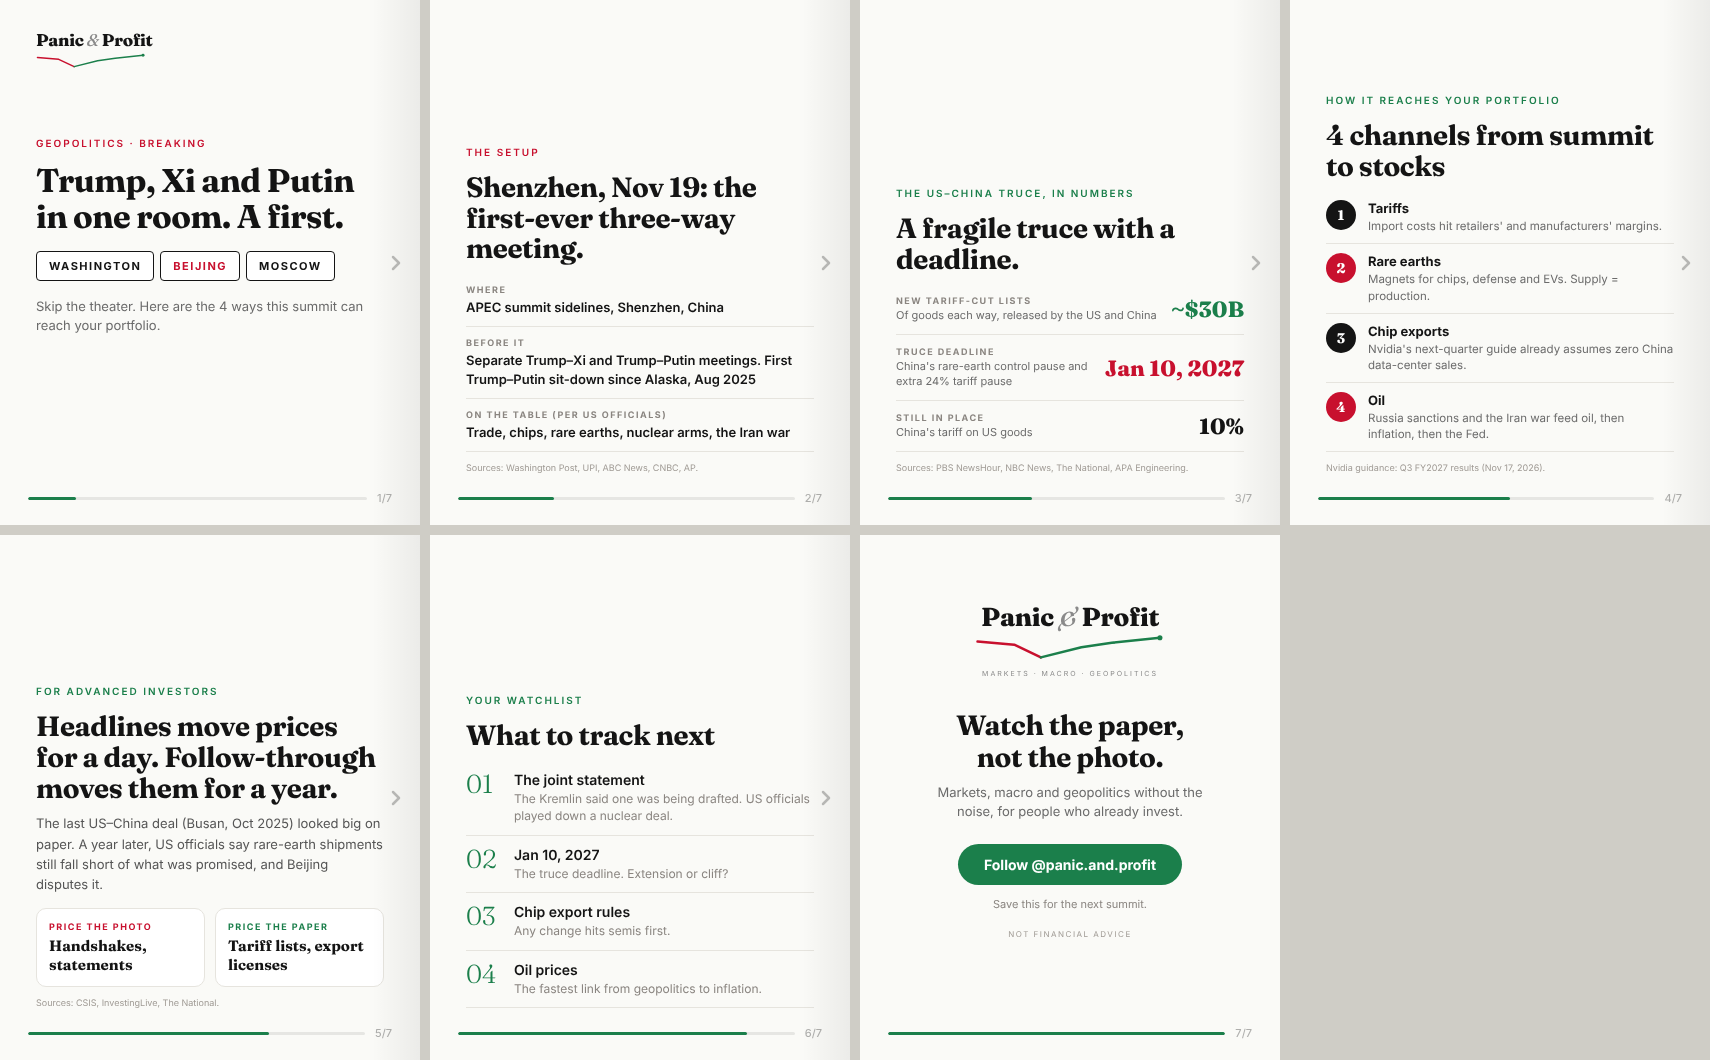 Panic & Profit
GEOPOLITICS · BREAKING
Trump, Xi and Putin
in one room. A first.
WASHINGTON
BEIJING
MOSCOW
Skip the theater. Here are the 4 ways this summit can
reach your portfolio.
1/7
THE SETUP
Shenzhen, Nov 19: the
first-ever three-way
meeting.
WHERE
APEC summit sidelines, Shenzhen, China
BEFORE IT
Separate Trump–Xi and Trump–Putin meetings. First
Trump–Putin sit-down since Alaska, Aug 2025
ON THE TABLE (PER US OFFICIALS)
Trade, chips, rare earths, nuclear arms, the Iran war
Sources: Washington Post, UPI, ABC News, CNBC, AP.
2/7
THE US–CHINA TRUCE, IN NUMBERS
A fragile truce with a
deadline.
NEW TARIFF-CUT LISTS
Of goods each way, released by the US and China
~$30B
TRUCE DEADLINE
China's rare-earth control pause and
extra 24% tariff pause
Jan 10, 2027
STILL IN PLACE
China's tariff on US goods
10%
Sources: PBS NewsHour, NBC News, The National, APA Engineering.
3/7
HOW IT REACHES YOUR PORTFOLIO
4 channels from summit
to stocks
1
Tariffs
Import costs hit retailers' and manufacturers' margins.
2
Rare earths
Magnets for chips, defense and EVs. Supply =
production.
3
Chip exports
Nvidia's next-quarter guide already assumes zero China
data-center sales.
4
Oil
Russia sanctions and the Iran war feed oil, then
inflation, then the Fed.
Nvidia guidance: Q3 FY2027 results (Nov 17, 2026).
4/7
FOR ADVANCED INVESTORS
Headlines move prices
for a day. Follow-through
moves them for a year.
The last US–China deal (Busan, Oct 2025) looked big on
paper. A year later, US officials say rare-earth shipments
still fall short of what was promised, and Beijing
disputes it.
PRICE THE PHOTO
Handshakes,
statements
PRICE THE PAPER
Tariff lists, export
licenses
Sources: CSIS, InvestingLive, The National.
5/7
YOUR WATCHLIST
What to track next
01
The joint statement
The Kremlin said one was being drafted. US officials
played down a nuclear deal.
02
Jan 10, 2027
The truce deadline. Extension or cliff?
03
Chip export rules
Any change hits semis first.
04
Oil prices
The fastest link from geopolitics to inflation.
6/7
Panic & Profit
MARKETS · MACRO · GEOPOLITICS
Watch the paper,
not the photo.
Markets, macro and geopolitics without the
noise, for people who already invest.
Follow @panic.and.profit
Save this for the next summit.
NOT FINANCIAL ADVICE
7/7